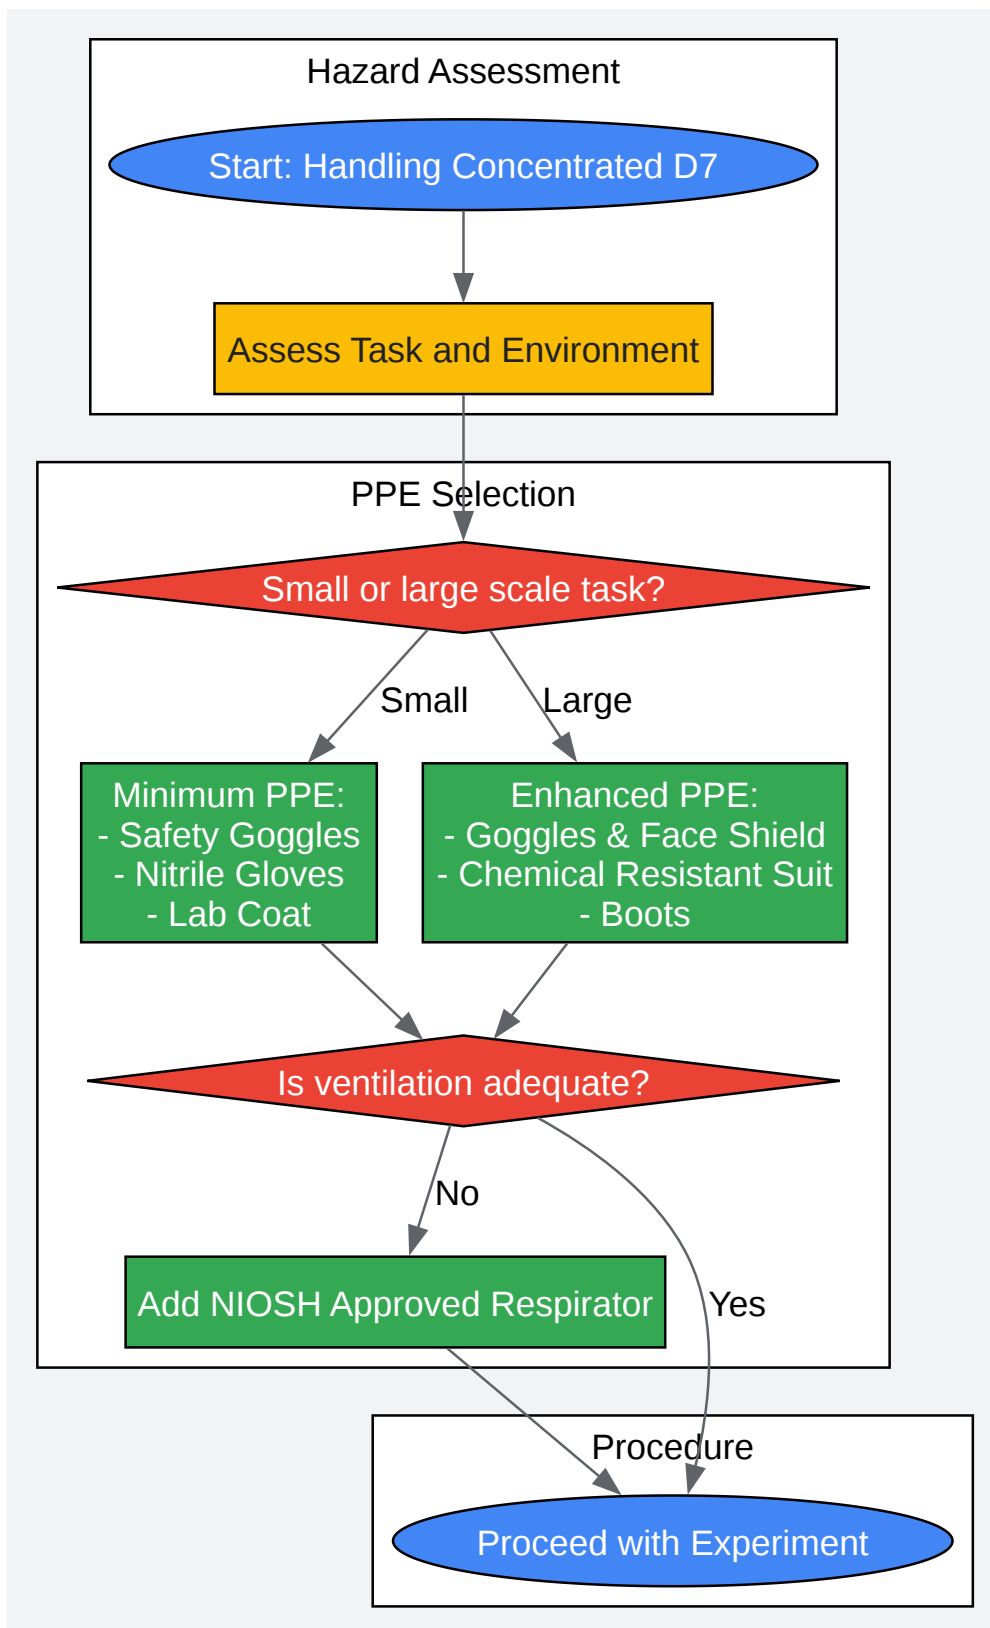 Hazard Assessment
Start: Handling Concentrated D7
Assess Task and Environment
PPE Selection
Small or large scale task?
Small
Large
Minimum PPE:
- Safety Goggles
- Nitrile Gloves
- Lab Coat
Enhanced PPE:
- Goggles & Face Shield
- Chemical Resistant Suit
- Boots
Is ventilation adequate?
No
Add NIOSH Approved Respirator
Yes
Procedure
Proceed with Experiment